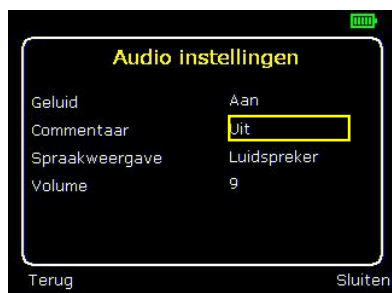 Audio instellingen
Geluid Aan
Commentaar Uit
Spraakweergave Luidspreker
Volume 9
Terug Sluiten